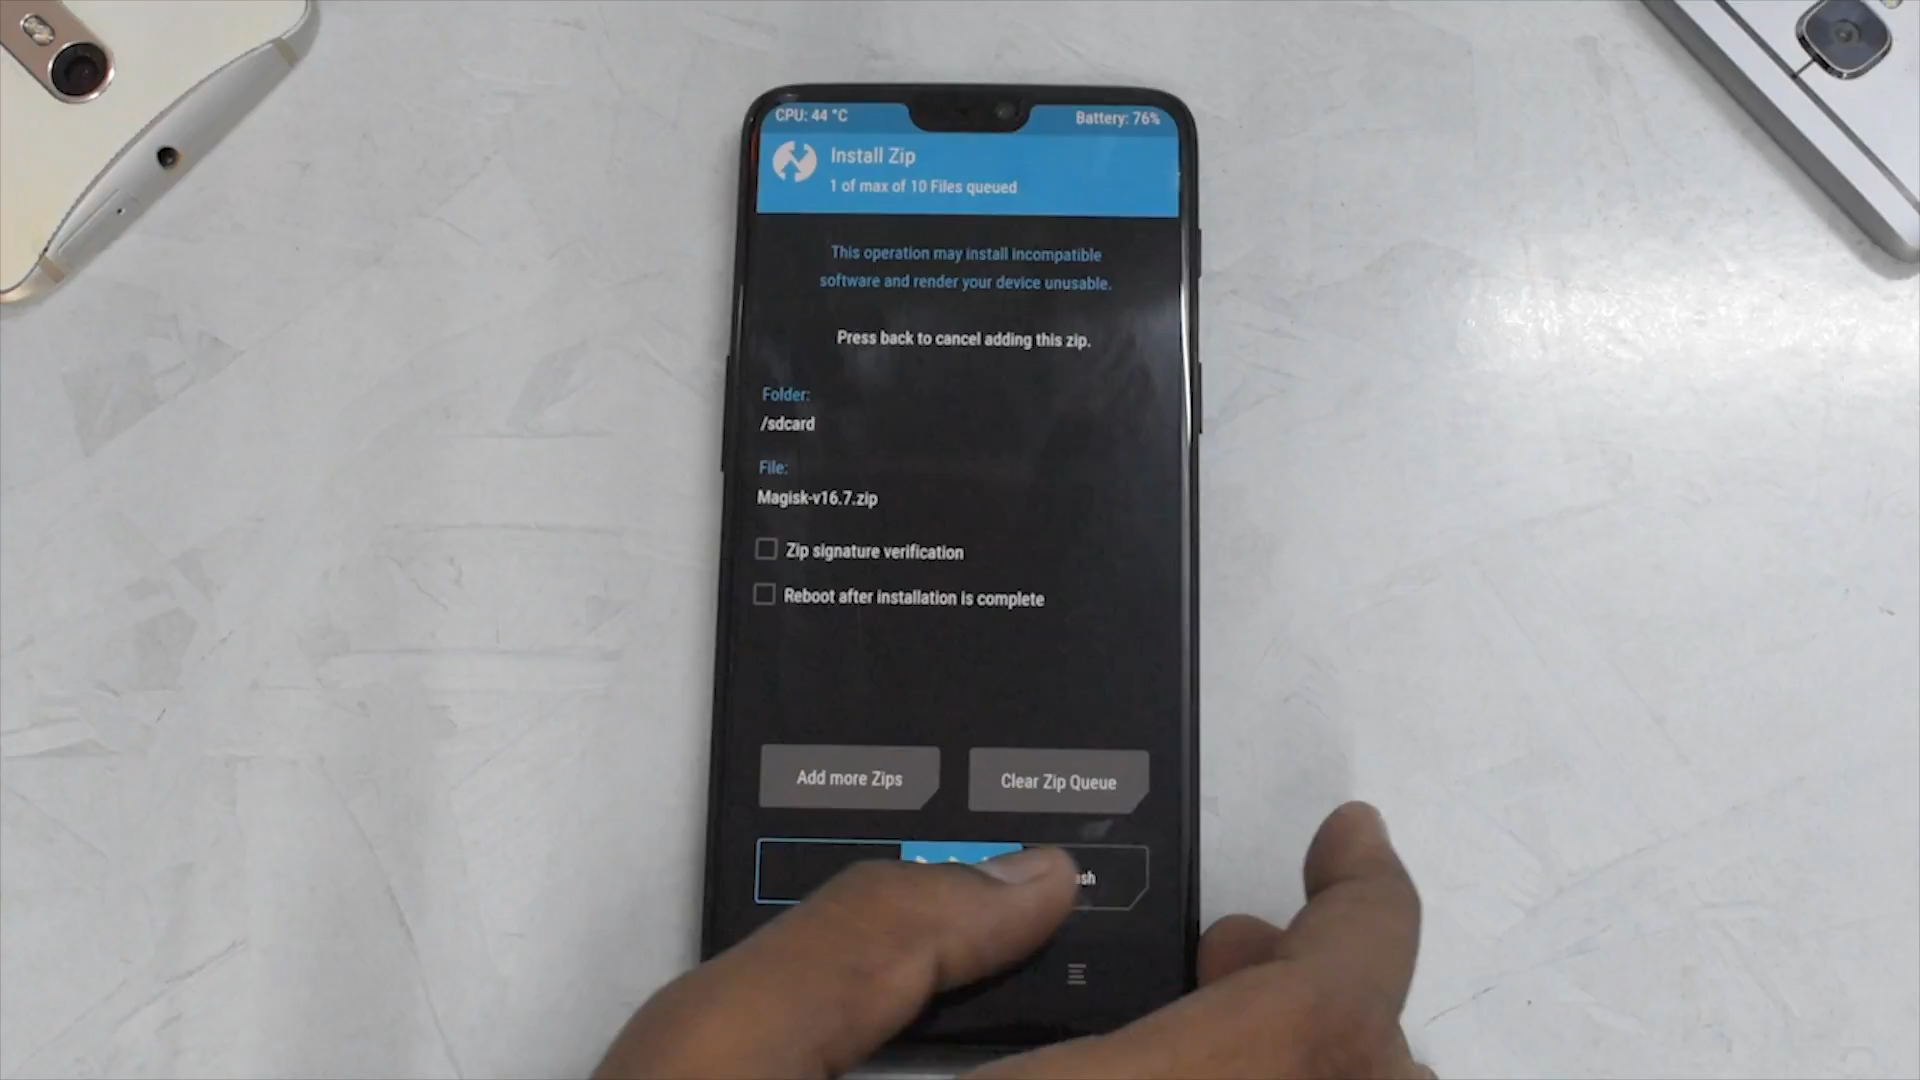 CPU: 44 °C
Battery: 76%
Install Zip
1 of max of 10 Files queued
This operation may install incompatible
software and render your device unusable.
Press back to cancel adding this zip.
Folder:
/sdcard
File:
Magisk-v16.7.zip
Zip signature verification
Reboot after installation is complete
Add more Zips
Clear Zip Queue